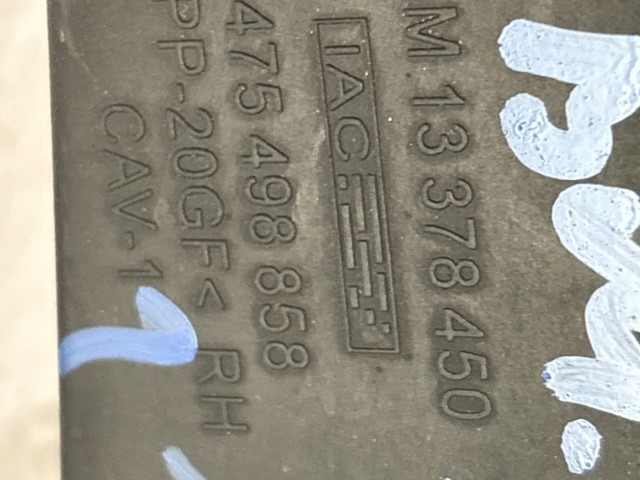 M 13 378 450
IAC
475 498 858
PP-20GF< RH
CAV-1